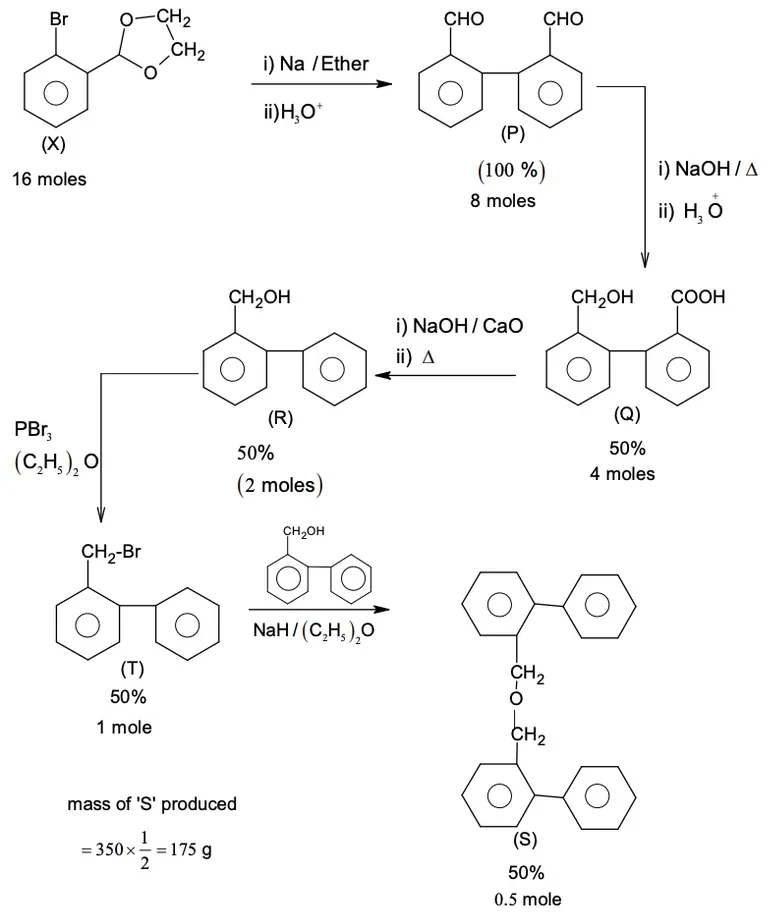 Br
O
CH2
CH2
O
(X)
16 moles
i) Na / Ether
ii)H3O+
CHO CHO
(P)
(100 %)
8 moles
i) NaOH / Δ
ii) H3O+
CH2OH COOH
(Q)
50%
4 moles
i) NaOH / CaO
ii) Δ
CH2OH
(R)
50%
(2 moles)
PBr3
(C2H5)2 O
CH2-Br
(T)
50%
1 mole
CH2OH
NaH / (C2H5)2O
CH2
O
CH2
(S)
50%
0.5 mole
mass of 'S' produced
= 350 × 1/2 = 175 g